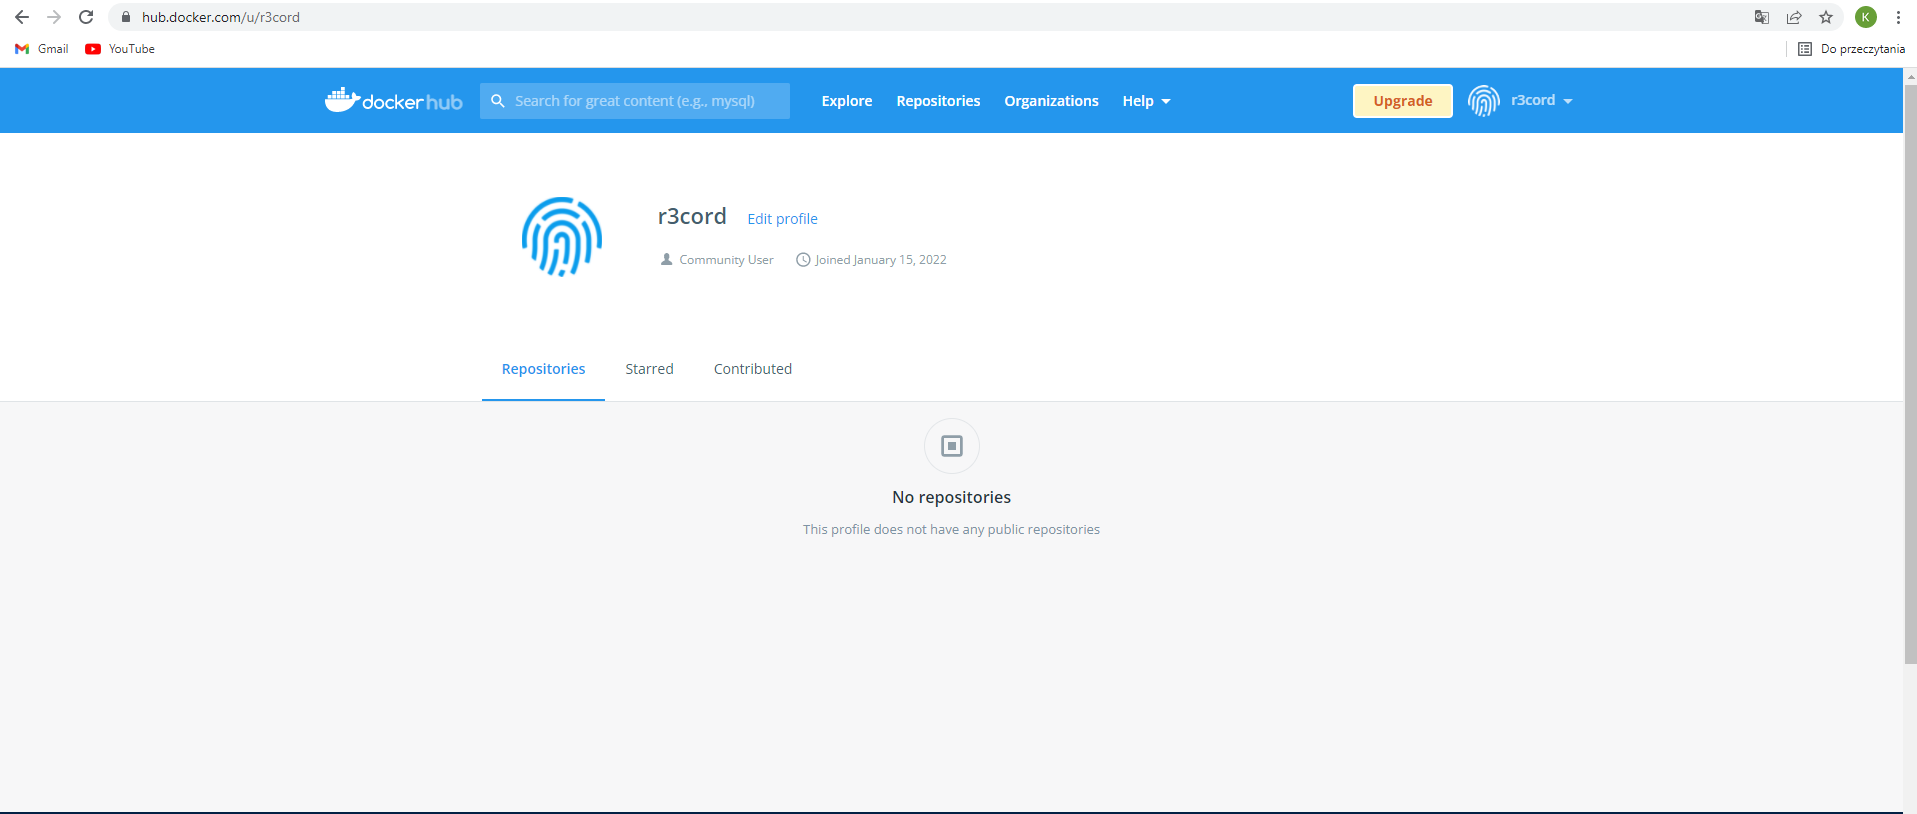 hub.docker.com/u/r3cord
K
Gmail
YouTube
Do przeczytania
docker hub
Search for great content (e.g., mysql)
Explore
Repositories
Organizations
Help
Upgrade
r3cord
r3cord
Edit profile
Community User
Joined January 15, 2022
Repositories
Starred
Contributed
No repositories
This profile does not have any public repositories